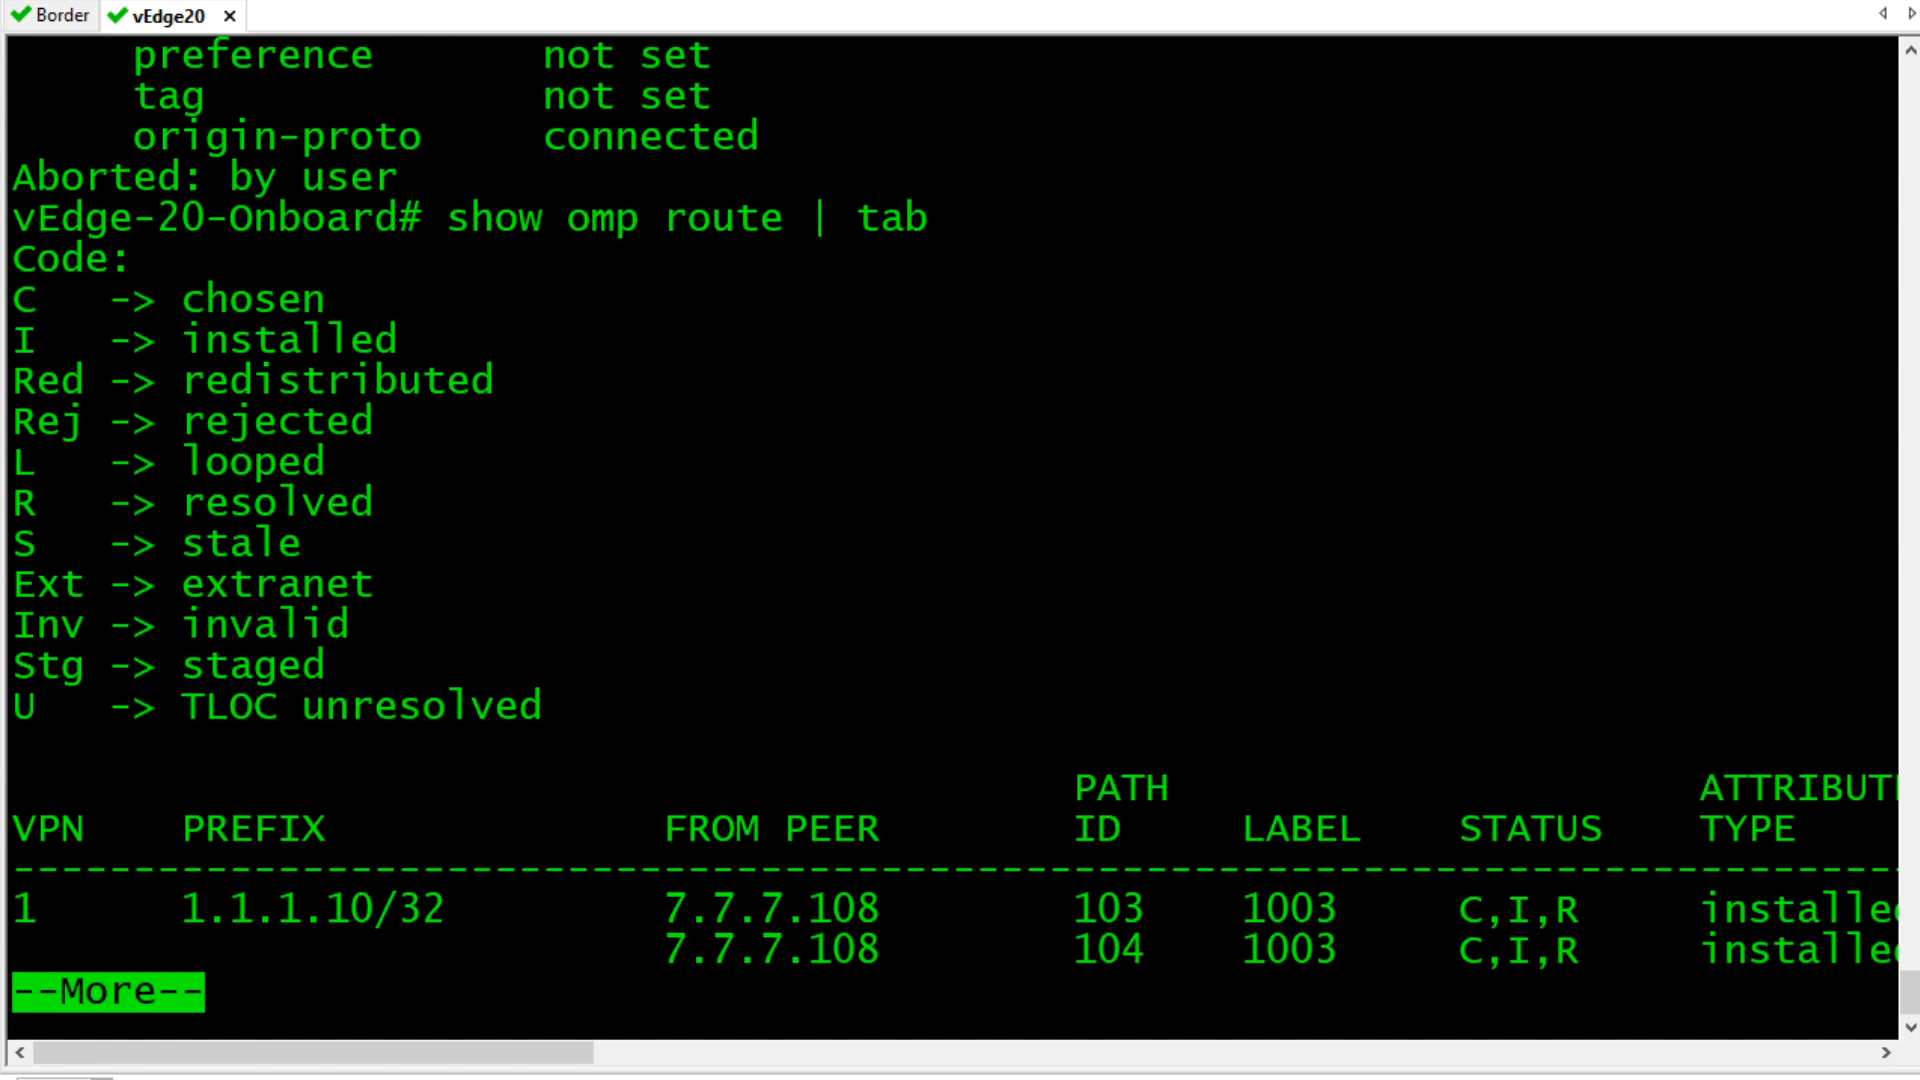 Border vEdge20
preference not set
tag not set
origin-proto connected
Aborted: by user
vEdge-20-Onboard# show omp route | tab
Code:
C -> chosen
I -> installed
Red -> redistributed
Rej -> rejected
L -> looped
R -> resolved
S -> stale
Ext -> extranet
Inv -> invalid
Stg -> staged
U -> TLOC unresolved
PATH ATTRIBUT
VPN PREFIX FROM PEER ID LABEL STATUS TYPE
--------------------------------------------------------------------------------
1 1.1.1.10/32 7.7.7.108 103 1003 C,I,R installe
7.7.7.108 104 1003 C,I,R installe
--More--